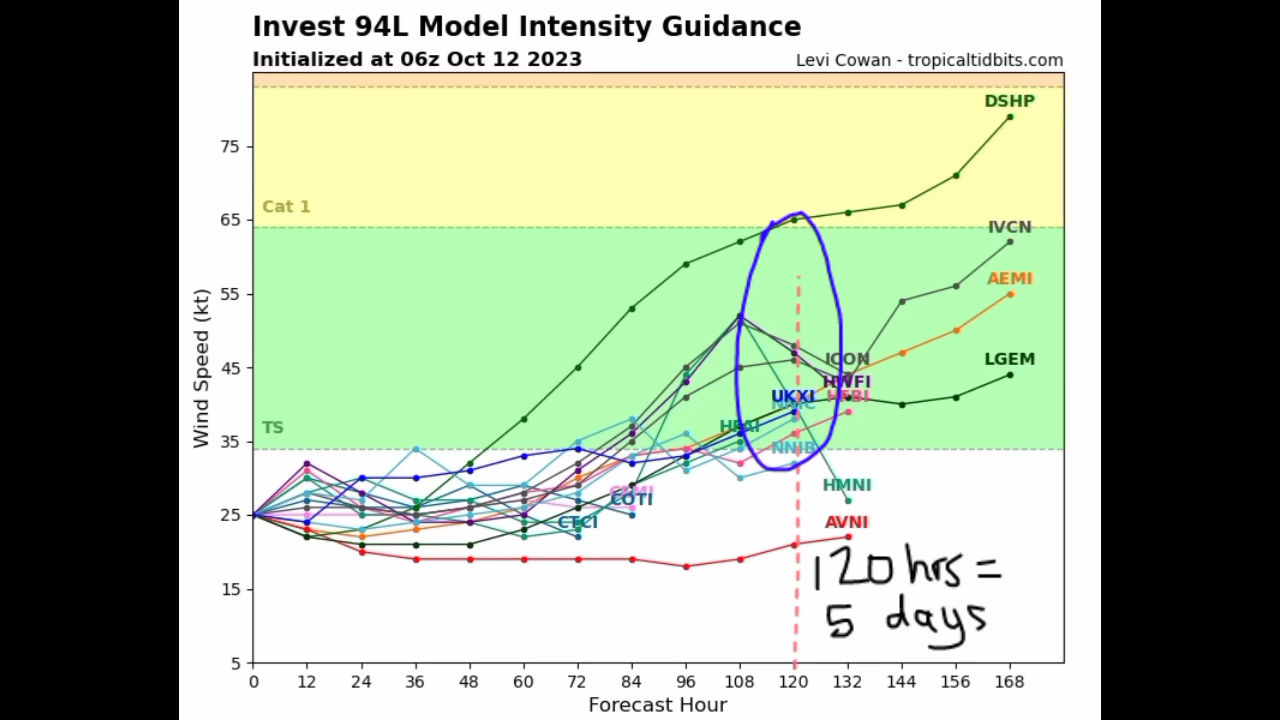 Invest 94L Model Intensity Guidance
Initialized at 06z Oct 12 2023
Levi Cowan - tropicaltidbits.com
DSHP
75
Cat 1
65
IVCN
AEMI
55
Wind Speed (kt)
ICON
LGEM
45
HWFI
UKXI
HFBI
NHC
HFAI
TS
35
NNIB
HMNI
CEMI
COTI
25
CTCI
AVNI
120 hrs =
15
5 days
5
0 12 24 36 48 60 72 84 96 108 120 132 144 156 168
Forecast Hour